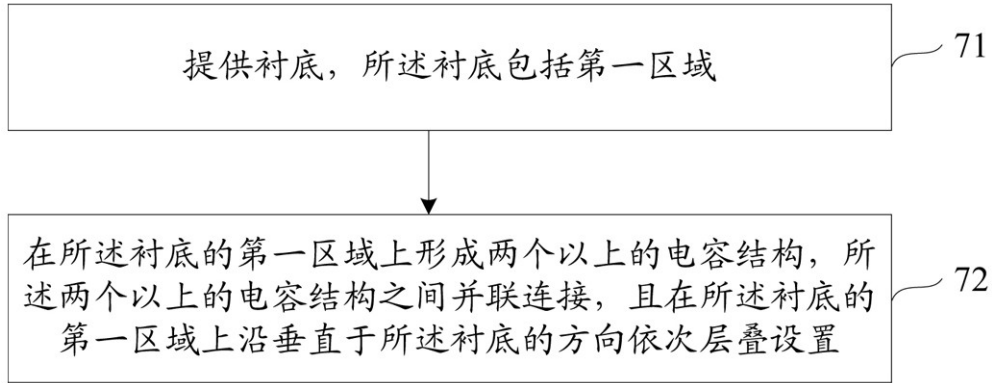 提供衬底，所述衬底包括第一区域
71
在所述衬底的第一区域上形成两个以上的电容结构，所
述两个以上的电容结构之间并联连接，且在所述衬底的
第一区域上沿垂直于所述衬底的方向依次层叠设置
72